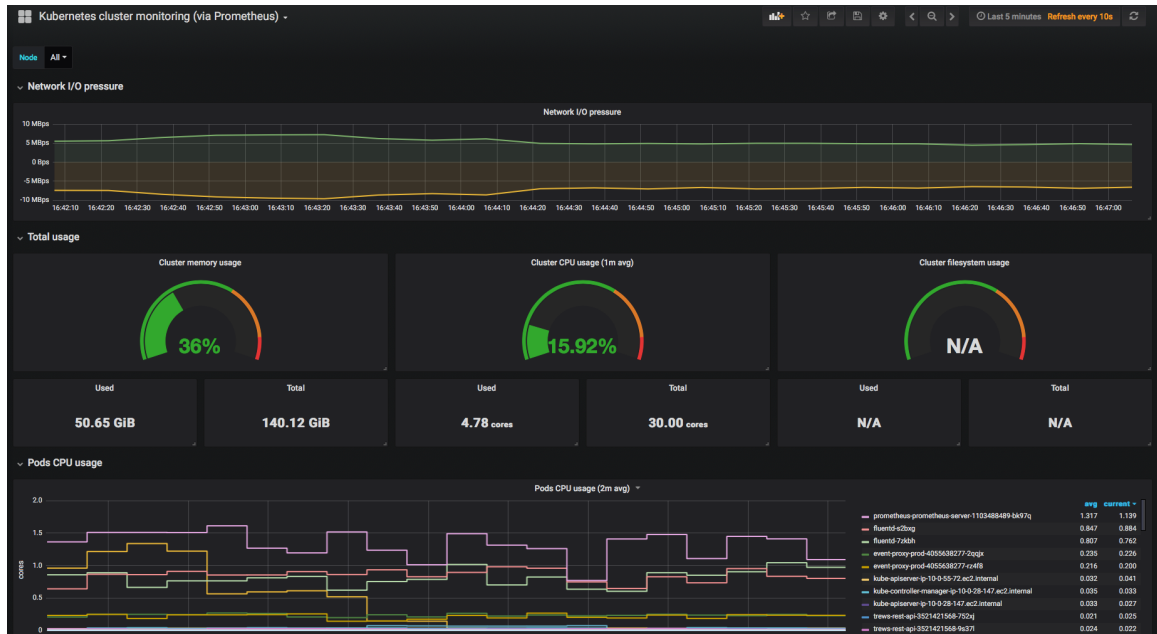 Kubernetes cluster monitoring (via Prometheus)
Last 5 minutes Refresh every 10s
Node All
Network I/O pressure
Network I/O pressure
10 MBps
5 MBps
0 Bps
-5 MBps
-10 MBps
16:42:10 16:42:20 16:42:30 16:42:40 16:42:50 16:43:00 16:43:10 16:43:20 16:43:30 16:43:40 16:43:50 16:44:00 16:44:10 16:44:20 16:44:30 16:44:40 16:44:50 16:45:00 16:45:10 16:45:20 16:45:30 16:45:40 16:45:50 16:46:00 16:46:10 16:46:20 16:46:30 16:46:40 16:46:50 16:47:00
Total usage
Cluster memory usage
36%
Cluster CPU usage (1m avg)
15.92%
Cluster filesystem usage
N/A
Used
50.65 GiB
Total
140.12 GiB
Used
4.78 cores
Total
30.00 cores
Used
N/A
Total
N/A
Pods CPU usage
Pods CPU usage (2m avg)
2.0
1.5
1.0
0.5
0
cores
avg current
prometheus-prometheus-server-1103488489-bk97q 1.317 1.139
fluentd-s2bxg 0.847 0.884
fluentd-7zkbh 0.807 0.762
event-proxy-prod-4055638277-2qqjx 0.235 0.226
event-proxy-prod-4055638277-rz4f8 0.216 0.200
kube-apiserver-ip-10-0-55-72.ec2.internal 0.032 0.041
kube-controller-manager-ip-10-0-28-147.ec2.internal 0.035 0.033
kube-apiserver-ip-10-0-28-147.ec2.internal 0.033 0.027
trews-rest-api-3521421568-752xj 0.021 0.025
trews-rest-api-3521421568-9s37l 0.024 0.022